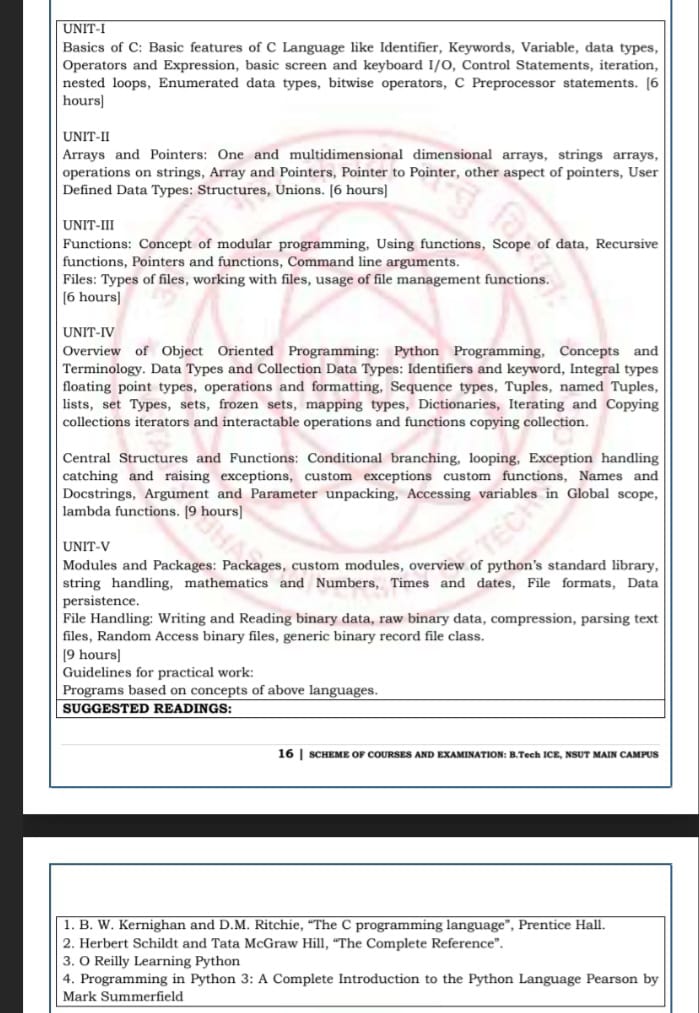 UNIT-I
Basics of C: Basic features of C Language like Identifier, Keywords, Variable, data types,
Operators and Expression, basic screen and keyboard I/O, Control Statements, iteration,
nested loops, Enumerated data types, bitwise operators, C Preprocessor statements. [6
hours]
UNIT-II
Arrays and Pointers: One and multidimensional dimensional arrays, strings arrays,
operations on strings, Array and Pointers, Pointer to Pointer, other aspect of pointers, User
Defined Data Types: Structures, Unions. [6 hours]
UNIT-III
Functions: Concept of modular programming, Using functions, Scope of data, Recursive
functions, Pointers and functions, Command line arguments.
Files: Types of files, working with files, usage of file management functions.
[6 hours]
UNIT-IV
Overview of Object Oriented Programming: Python Programming, Concepts and
Terminology. Data Types and Collection Data Types: Identifiers and keyword, Integral types
floating point types, operations and formatting, Sequence types, Tuples, named Tuples,
lists, set Types, sets, frozen sets, mapping types, Dictionaries, Iterating and Copying
collections iterators and interactable operations and functions copying collection.
Central Structures and Functions: Conditional branching, looping, Exception handling
catching and raising exceptions, custom exceptions custom functions, Names and
Docstrings, Argument and Parameter unpacking, Accessing variables in Global scope,
lambda functions. [9 hours]
UNIT-V
Modules and Packages: Packages, custom modules, overview of python's standard library,
string handling, mathematics and Numbers, Times and dates, File formats, Data
persistence.
File Handling: Writing and Reading binary data, raw binary data, compression, parsing text
files, Random Access binary files, generic binary record file class.
[9 hours]
Guidelines for practical work:
Programs based on concepts of above languages.
SUGGESTED READINGS:
16 | SCHEME OF COURSES AND EXAMINATION: B.Tech ICE, NSUT MAIN CAMPUS
1. B. W. Kernighan and D.M. Ritchie, “The C programming language”, Prentice Hall.
2. Herbert Schildt and Tata McGraw Hill, “The Complete Reference”.
3. O Reilly Learning Python
4. Programming in Python 3: A Complete Introduction to the Python Language Pearson by
Mark Summerfield